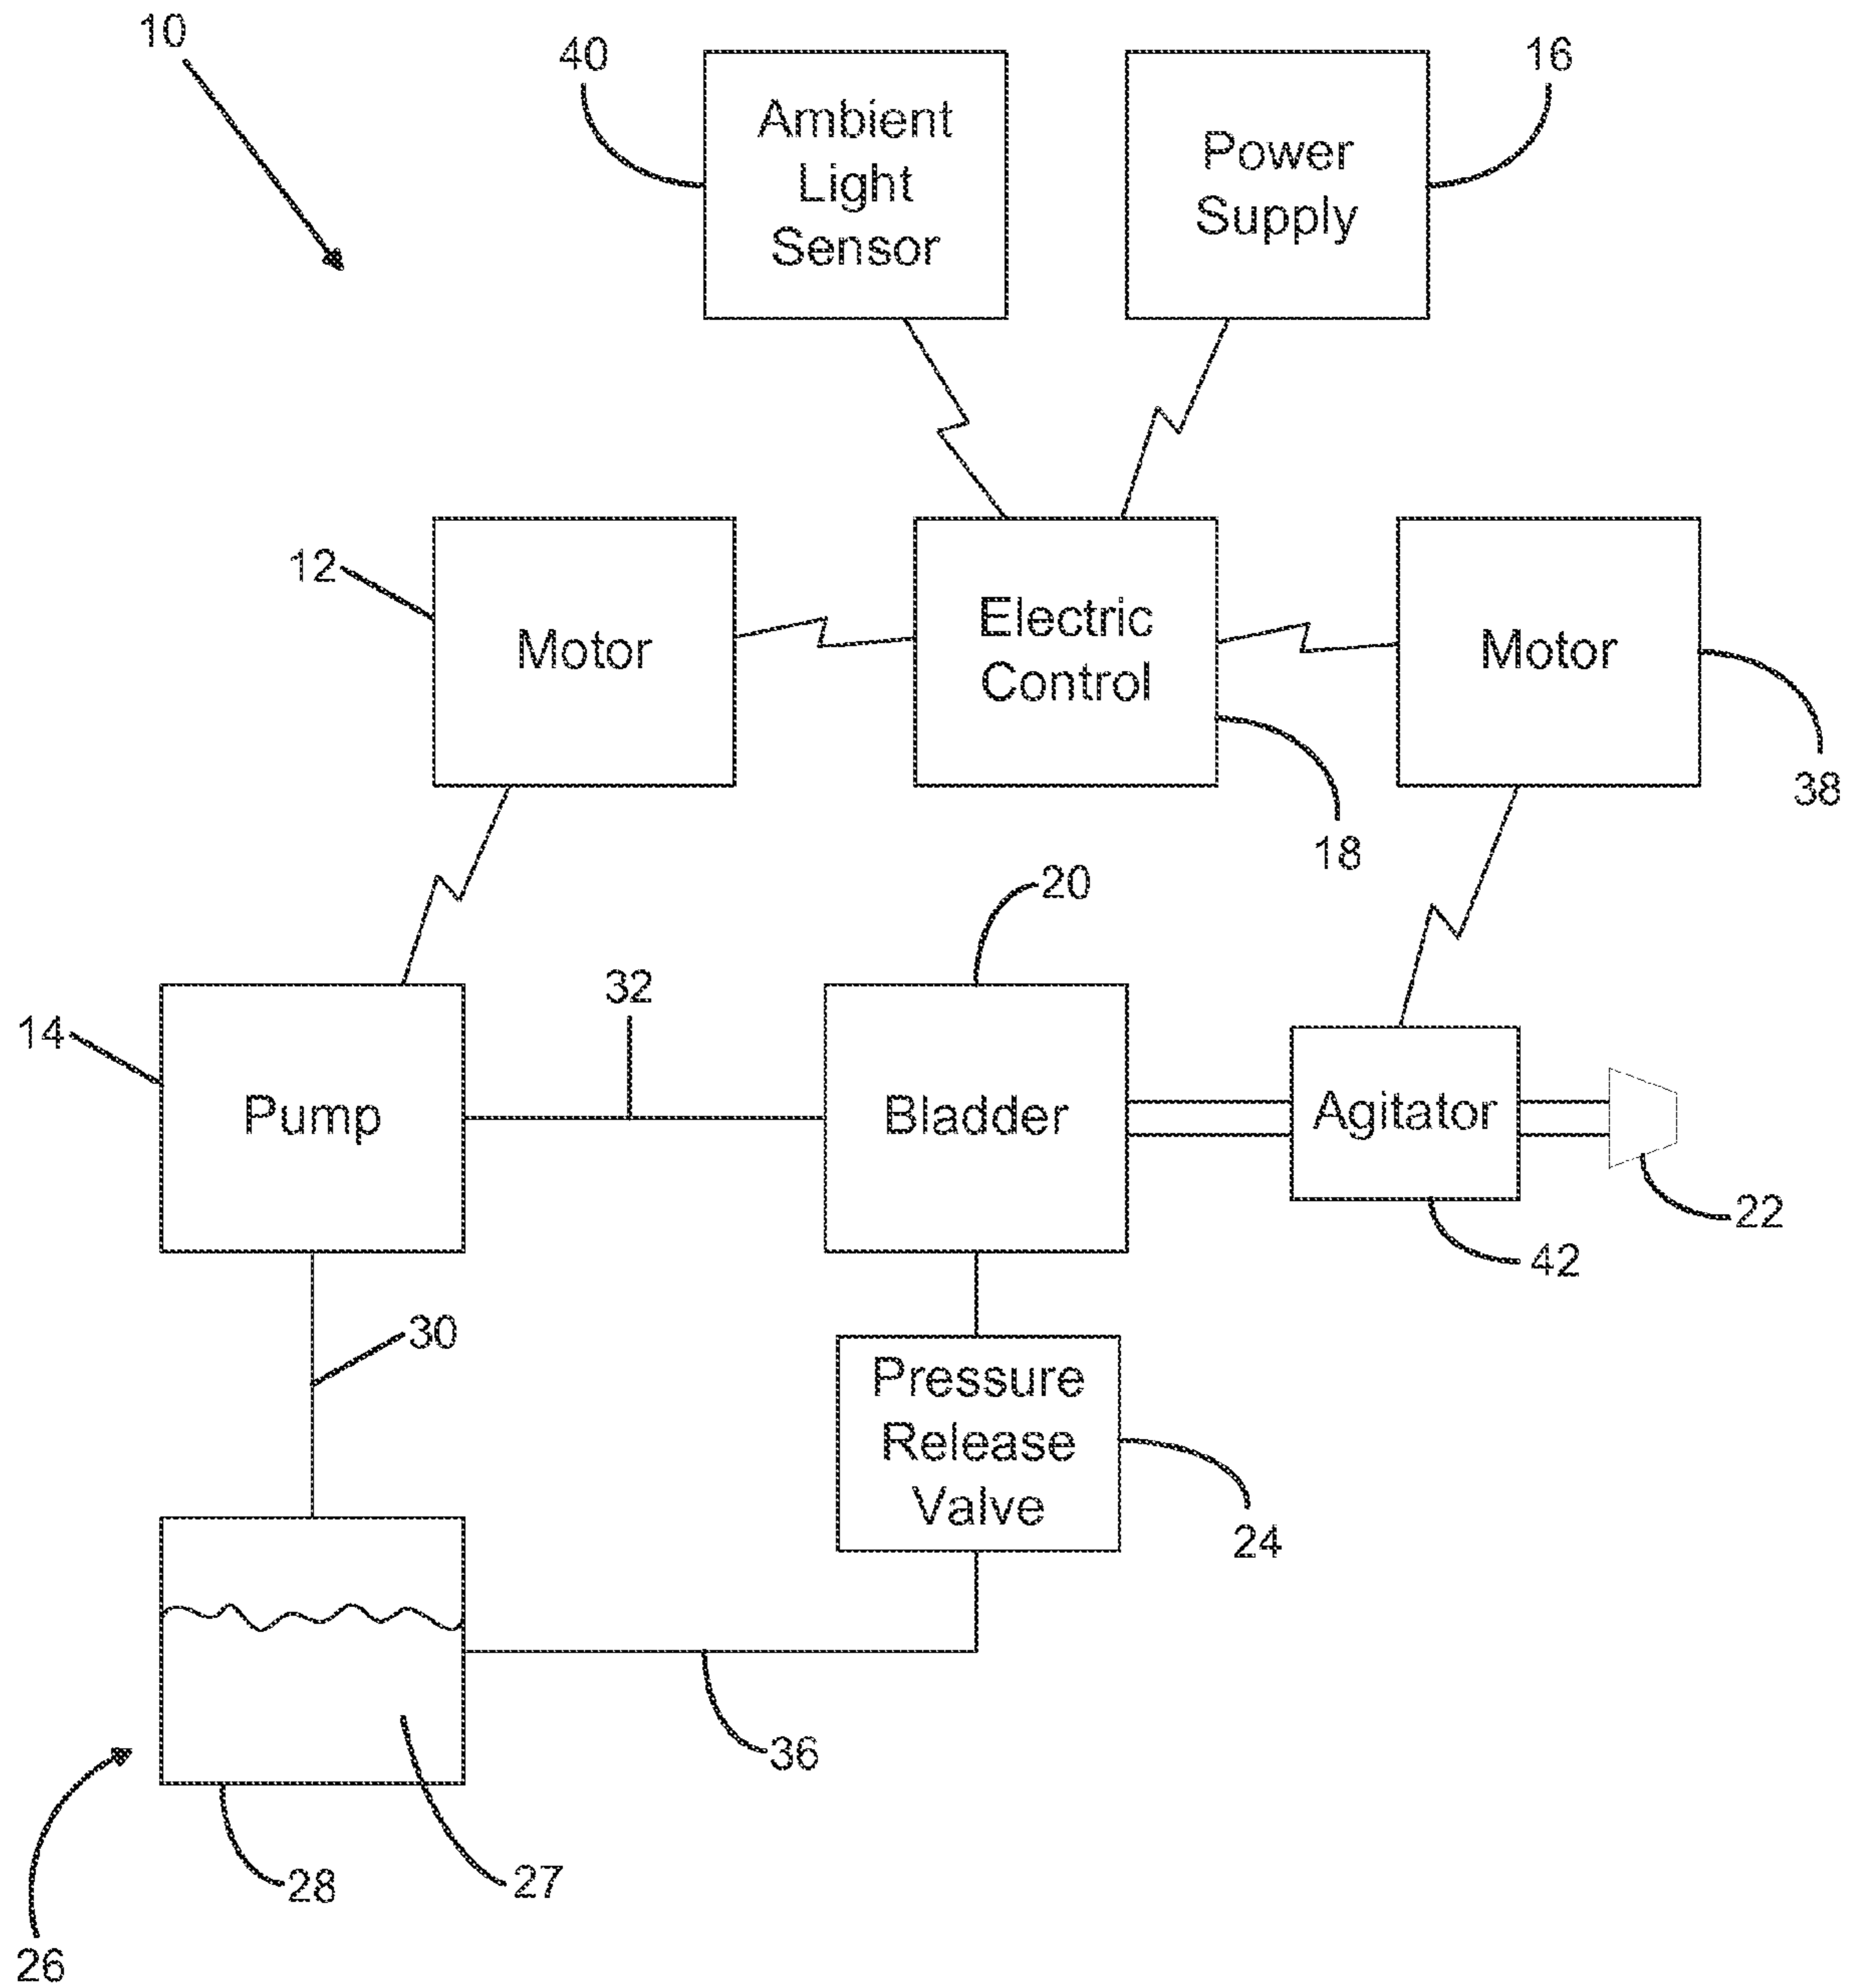 10
40
Ambient
Light
Sensor
Power
Supply
16
12
Motor
Electric
Control
Motor
38
18
20
32
14
Pump
Bladder
Agitator
22
42
30
Pressure
Release
Valve
24
36
28
27
26